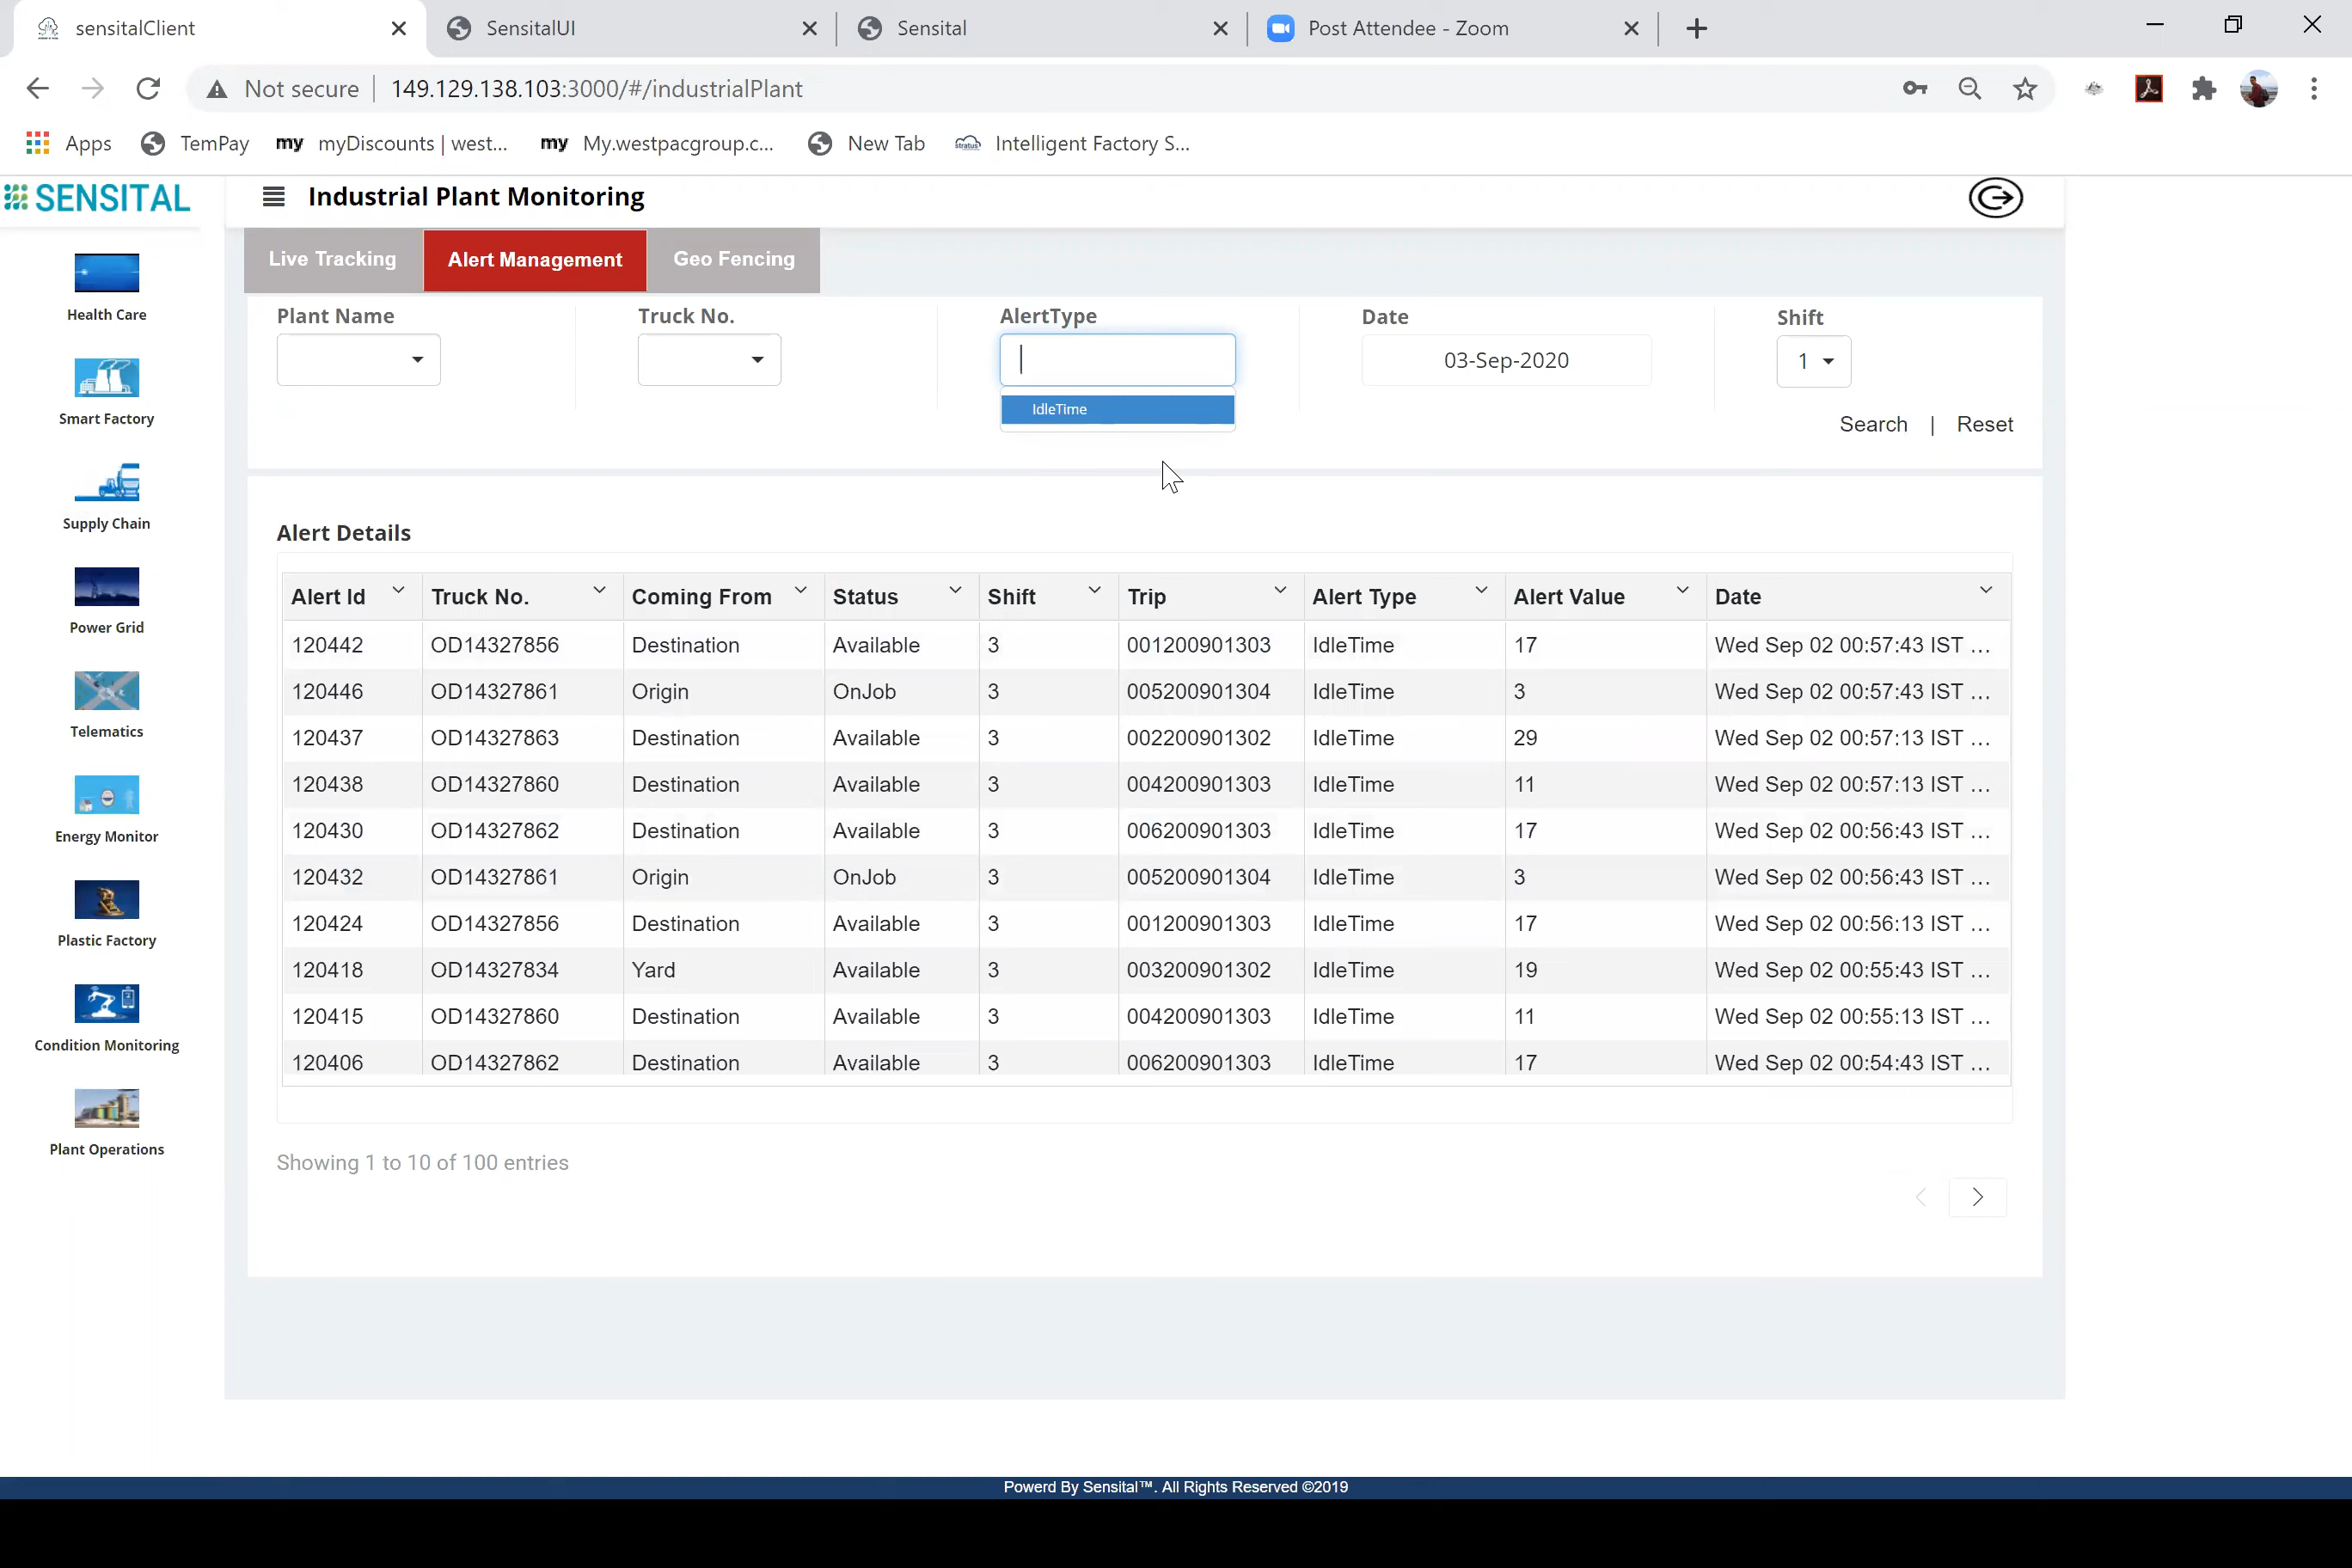 sensitalClient
SensitalUI
Sensital
Post Attendee - Zoom
Not secure
149.129.138.103:3000/#/industrialPlant
Apps
TemPay
my myDiscounts | west...
my My.westpacgroup.c...
New Tab
stratus Intelligent Factory S...
SENSITAL
Industrial Plant Monitoring
Health Care
Smart Factory
Supply Chain
Power Grid
Telematics
Energy Monitor
Plastic Factory
Condition Monitoring
Plant Operations
Live Tracking Alert Management Geo Fencing
Plant Name Truck No. AlertType Date Shift
03-Sep-2020 1
IdleTime
Search | Reset
Alert Details
Alert Id Truck No. Coming From Status Shift Trip Alert Type Alert Value Date
120442 OD14327856 Destination Available 3 001200901303 IdleTime 17 Wed Sep 02 00:57:43 IST ...
120446 OD14327861 Origin OnJob 3 005200901304 IdleTime 3 Wed Sep 02 00:57:43 IST ...
120437 OD14327863 Destination Available 3 002200901302 IdleTime 29 Wed Sep 02 00:57:13 IST ...
120438 OD14327860 Destination Available 3 004200901303 IdleTime 11 Wed Sep 02 00:57:13 IST ...
120430 OD14327862 Destination Available 3 006200901303 IdleTime 17 Wed Sep 02 00:56:43 IST ...
120432 OD14327861 Origin OnJob 3 005200901304 IdleTime 3 Wed Sep 02 00:56:43 IST ...
120424 OD14327856 Destination Available 3 001200901303 IdleTime 17 Wed Sep 02 00:56:13 IST ...
120418 OD14327834 Yard Available 3 003200901302 IdleTime 19 Wed Sep 02 00:55:43 IST ...
120415 OD14327860 Destination Available 3 004200901303 IdleTime 11 Wed Sep 02 00:55:13 IST ...
120406 OD14327862 Destination Available 3 006200901303 IdleTime 17 Wed Sep 02 00:54:43 IST ...
Showing 1 to 10 of 100 entries
Powerd By Sensital™. All Rights Reserved ©2019